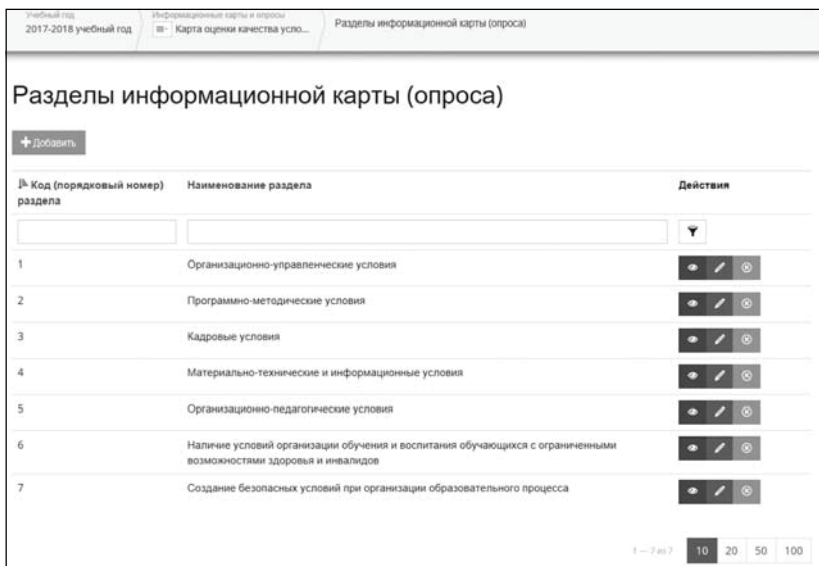 Учебный год
Информационные карты и опросы
2017-2018 учебный год
Карта оценки качества усло...
Разделы информационной карты (опроса)
Разделы информационной карты (опроса)
Добавить
Код (порядковый номер) раздела
Наименование раздела
Действия
1 Организационно-управленческие условия
2 Программно-методические условия
3 Кадровые условия
4 Материально-технические и информационные условия
5 Организационно-педагогические условия
6 Наличие условий организации обучения и воспитания обучающихся с ограниченными
возможностями здоровья и инвалидов
7 Создание безопасных условий при организации образовательного процесса
1 — 7 из 7 10 20 50 100